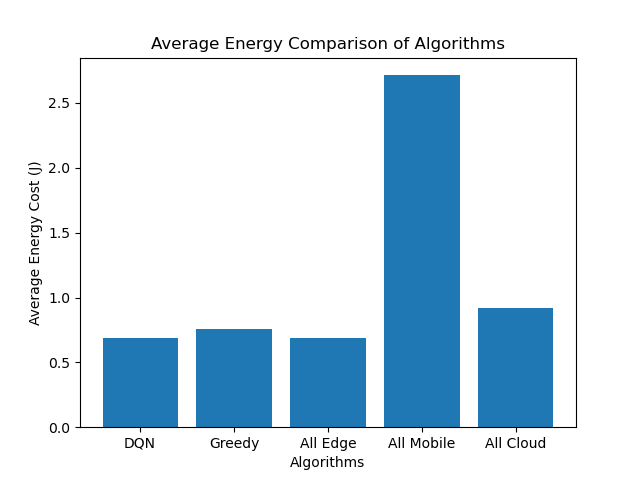 Average Energy Comparison of Algorithms
Average Energy Cost (J)
2.5
2.0
1.5
1.0
0.5
0.0
DQN Greedy All Edge All Mobile All Cloud
Algorithms